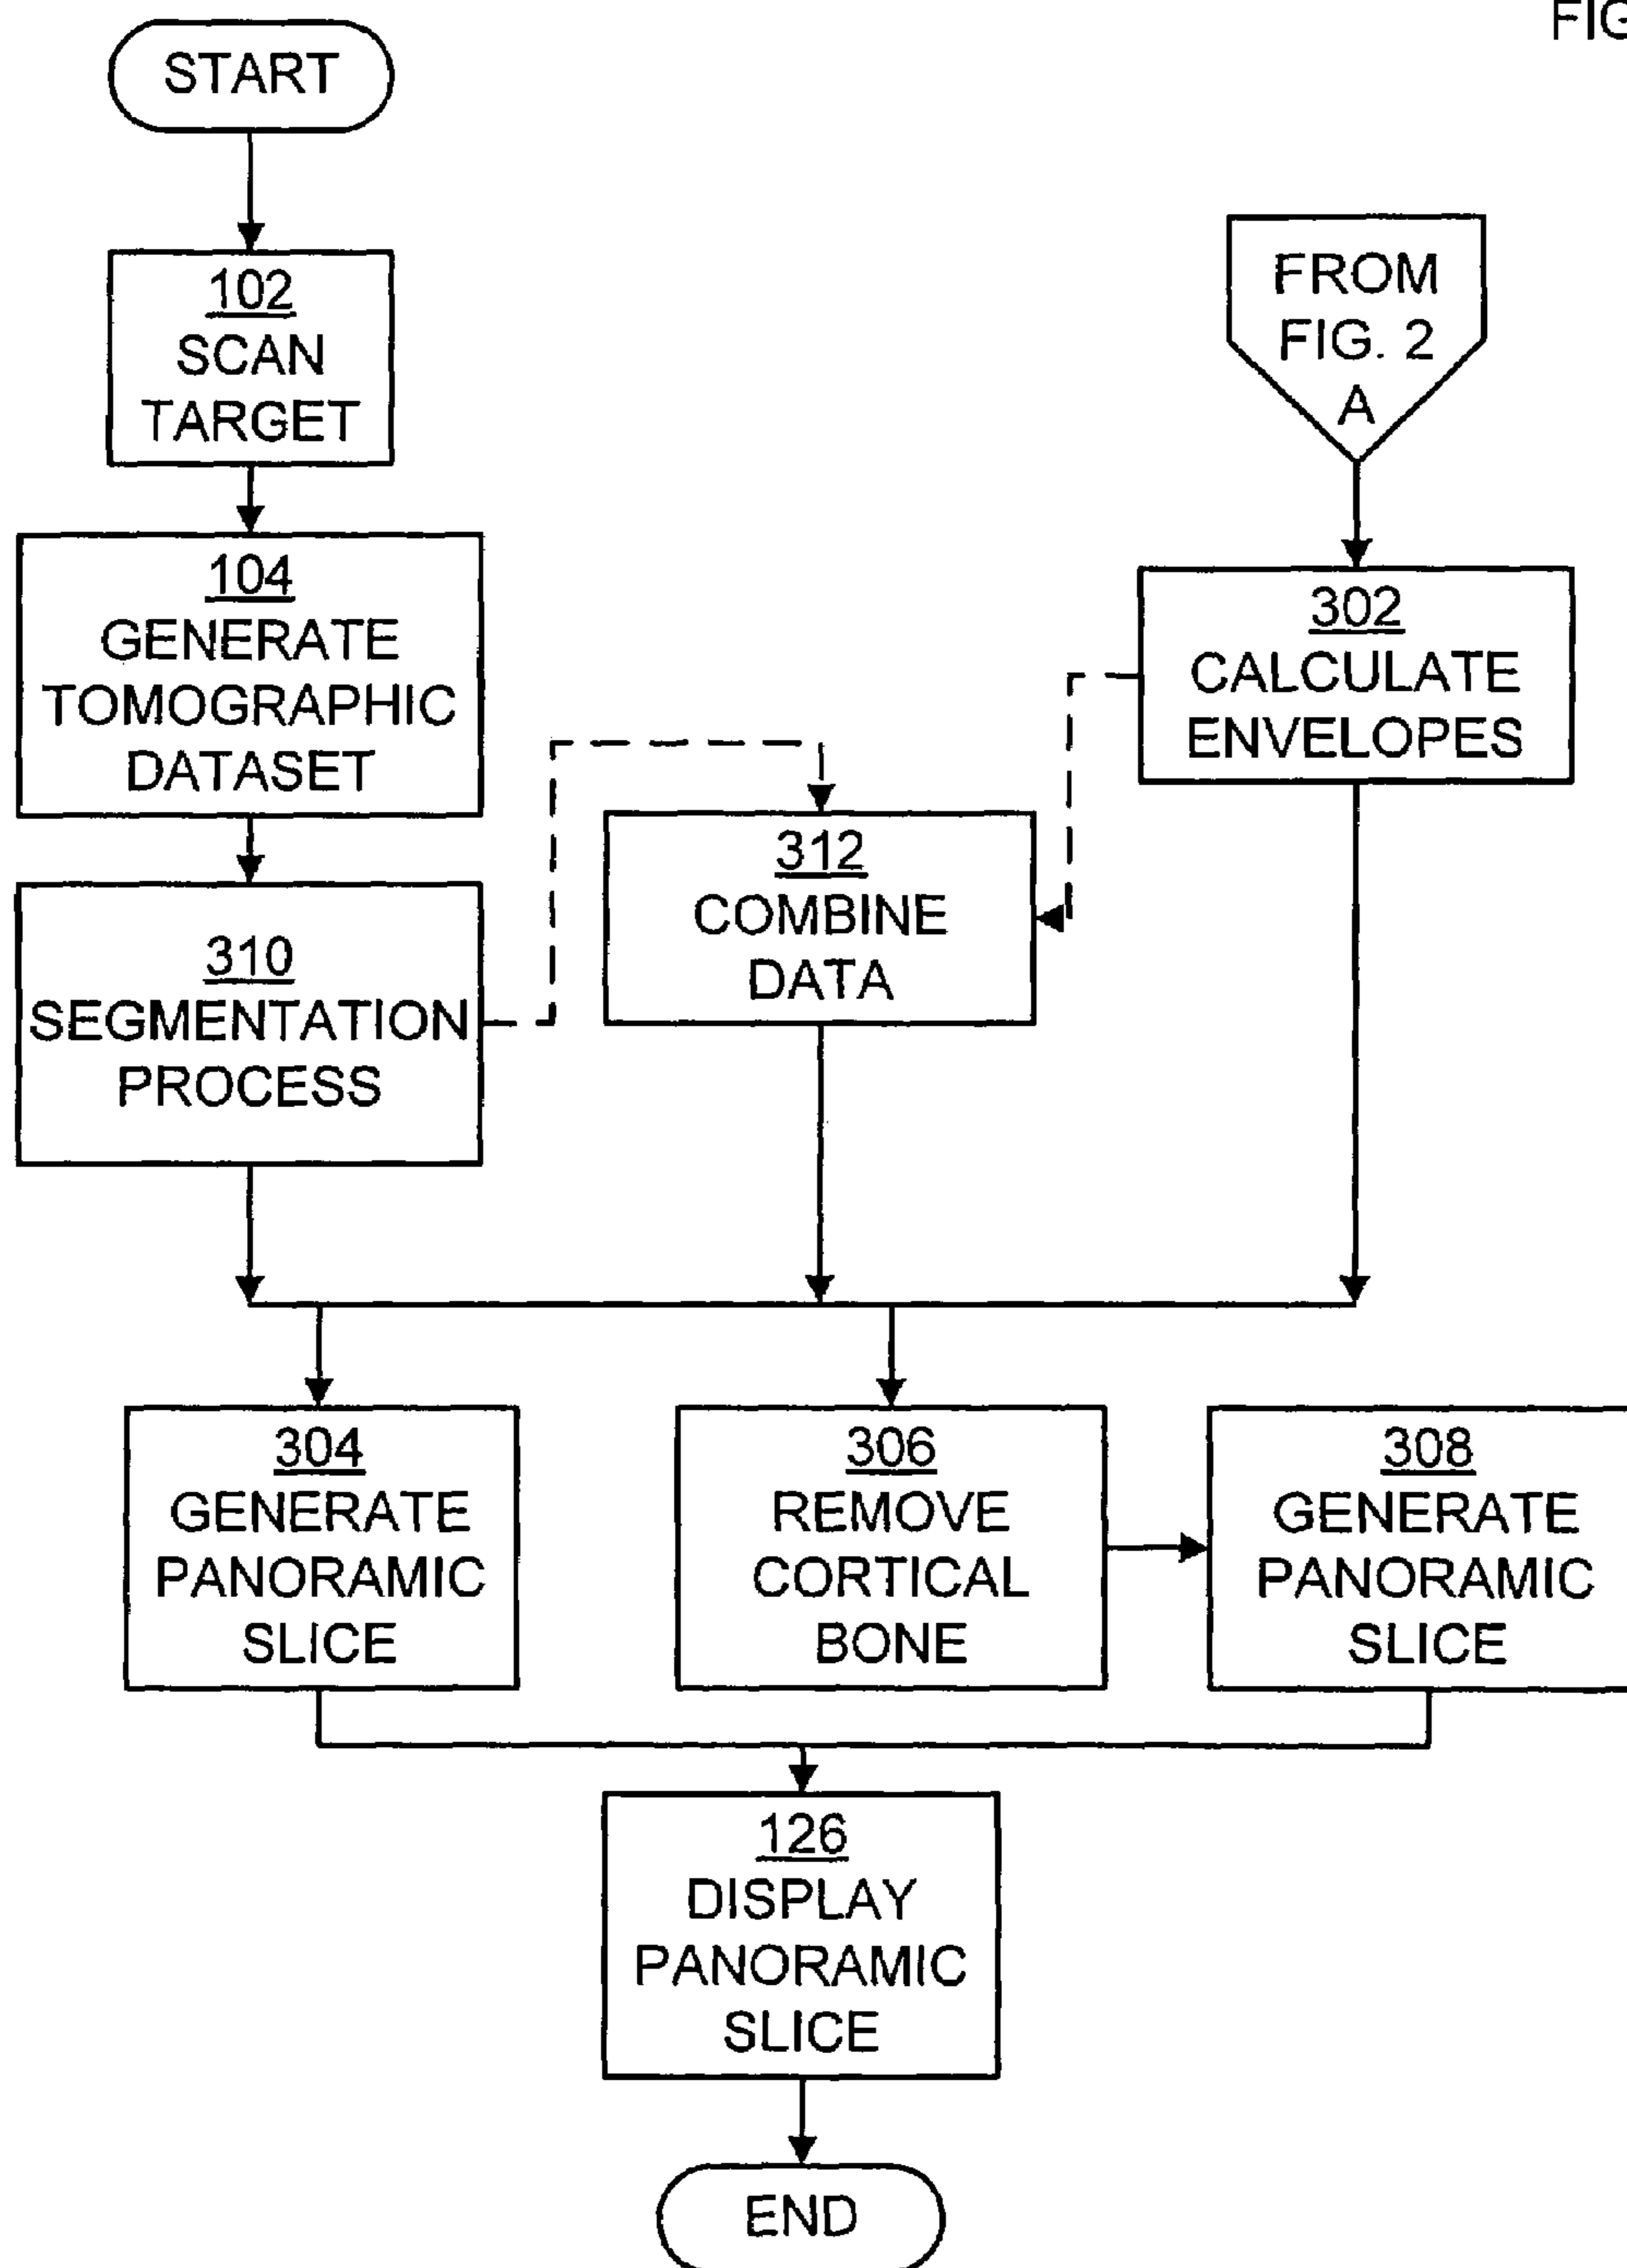 FIG
START
102
SCAN
TARGET
FROM
FIG. 2
A
104
GENERATE
TOMOGRAPHIC
DATASET
302
CALCULATE
ENVELOPES
312
COMBINE
DATA
310
SEGMENTATION
PROCESS
304
GENERATE
PANORAMIC
SLICE
306
REMOVE
CORTICAL
BONE
308
GENERATE
PANORAMIC
SLICE
126
DISPLAY
PANORAMIC
SLICE
END